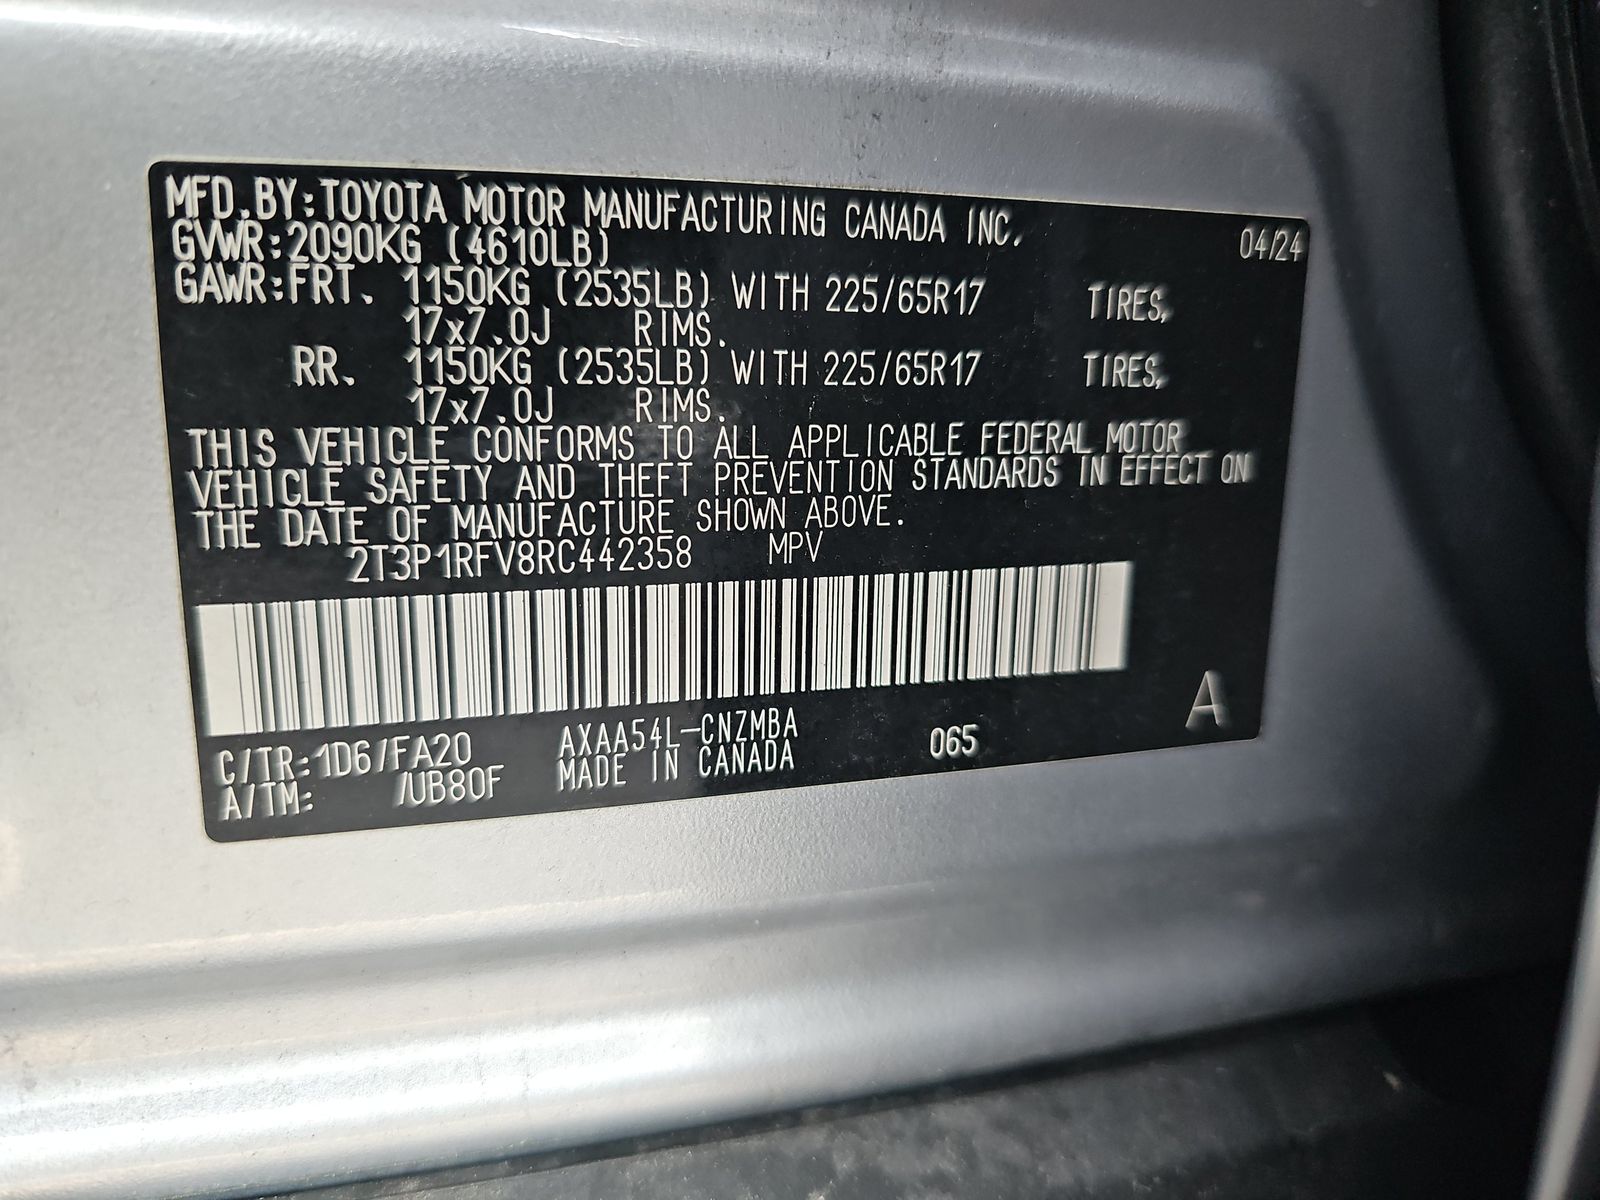 MFD.BY:TOYOTA MOTOR MANUFACTURING CANADA INC. 04/24
GVWR:2090KG (4610LB)
GAWR:FRT. 1150KG (2535LB) WITH 225/65R17 TIRES,
17x7.0J RIMS.
RR. 1150KG (2535LB) WITH 225/65R17 TIRES,
17x7.0J RIMS.
THIS VEHICLE CONFORMS TO ALL APPLICABLE FEDERAL MOTOR
VEHICLE SAFETY AND THEFT PREVENTION STANDARDS IN EFFECT ON
THE DATE OF MANUFACTURE SHOWN ABOVE.
2T3P1RFV8RC442358 MPV
A
C/TR:1D6/FA20 AXAA54L-CNZMBA 065
A/TM: /UB80F MADE IN CANADA